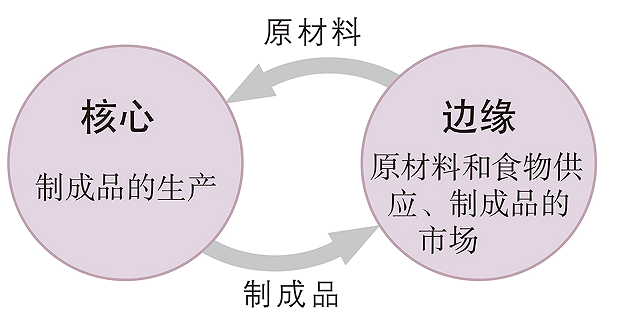 原材料
核心
制成品的生产
边缘
原材料和食物供
应、制成品的
市场
制成品